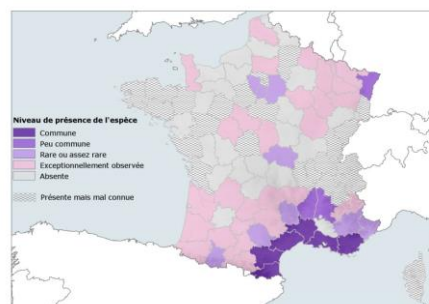 Niveau de présence de l'espèce
Commune
Peu commune
Rare ou assez rare
Exceptionnellement observée
Absente
Présente mais mal connue